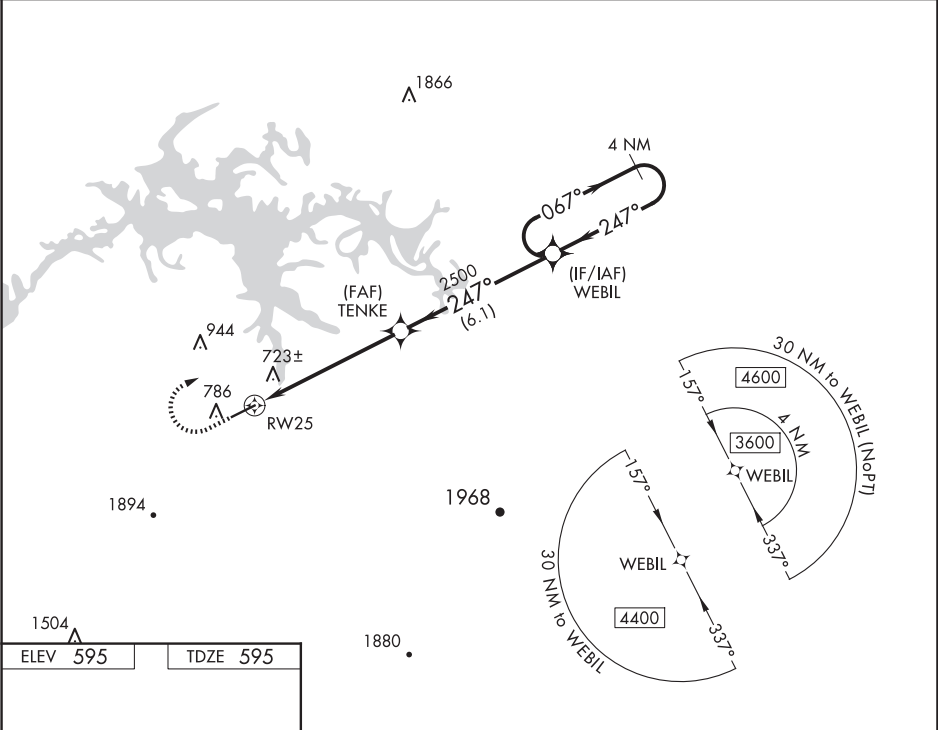 1866
4 NM
067°
247°
(IF/IAF)
WEBIL
2500
247°
(6.1)
(FAF)
TENKE
944
723±
786
RW25
30 NM to WEBIL (NoPT)
4600
157°
4 NM
3600
WEBIL
337°
1894
1968
157°
WEBIL
30 NM to WEBIL
4400
337°
1504
1880
ELEV 595
TDZE 595